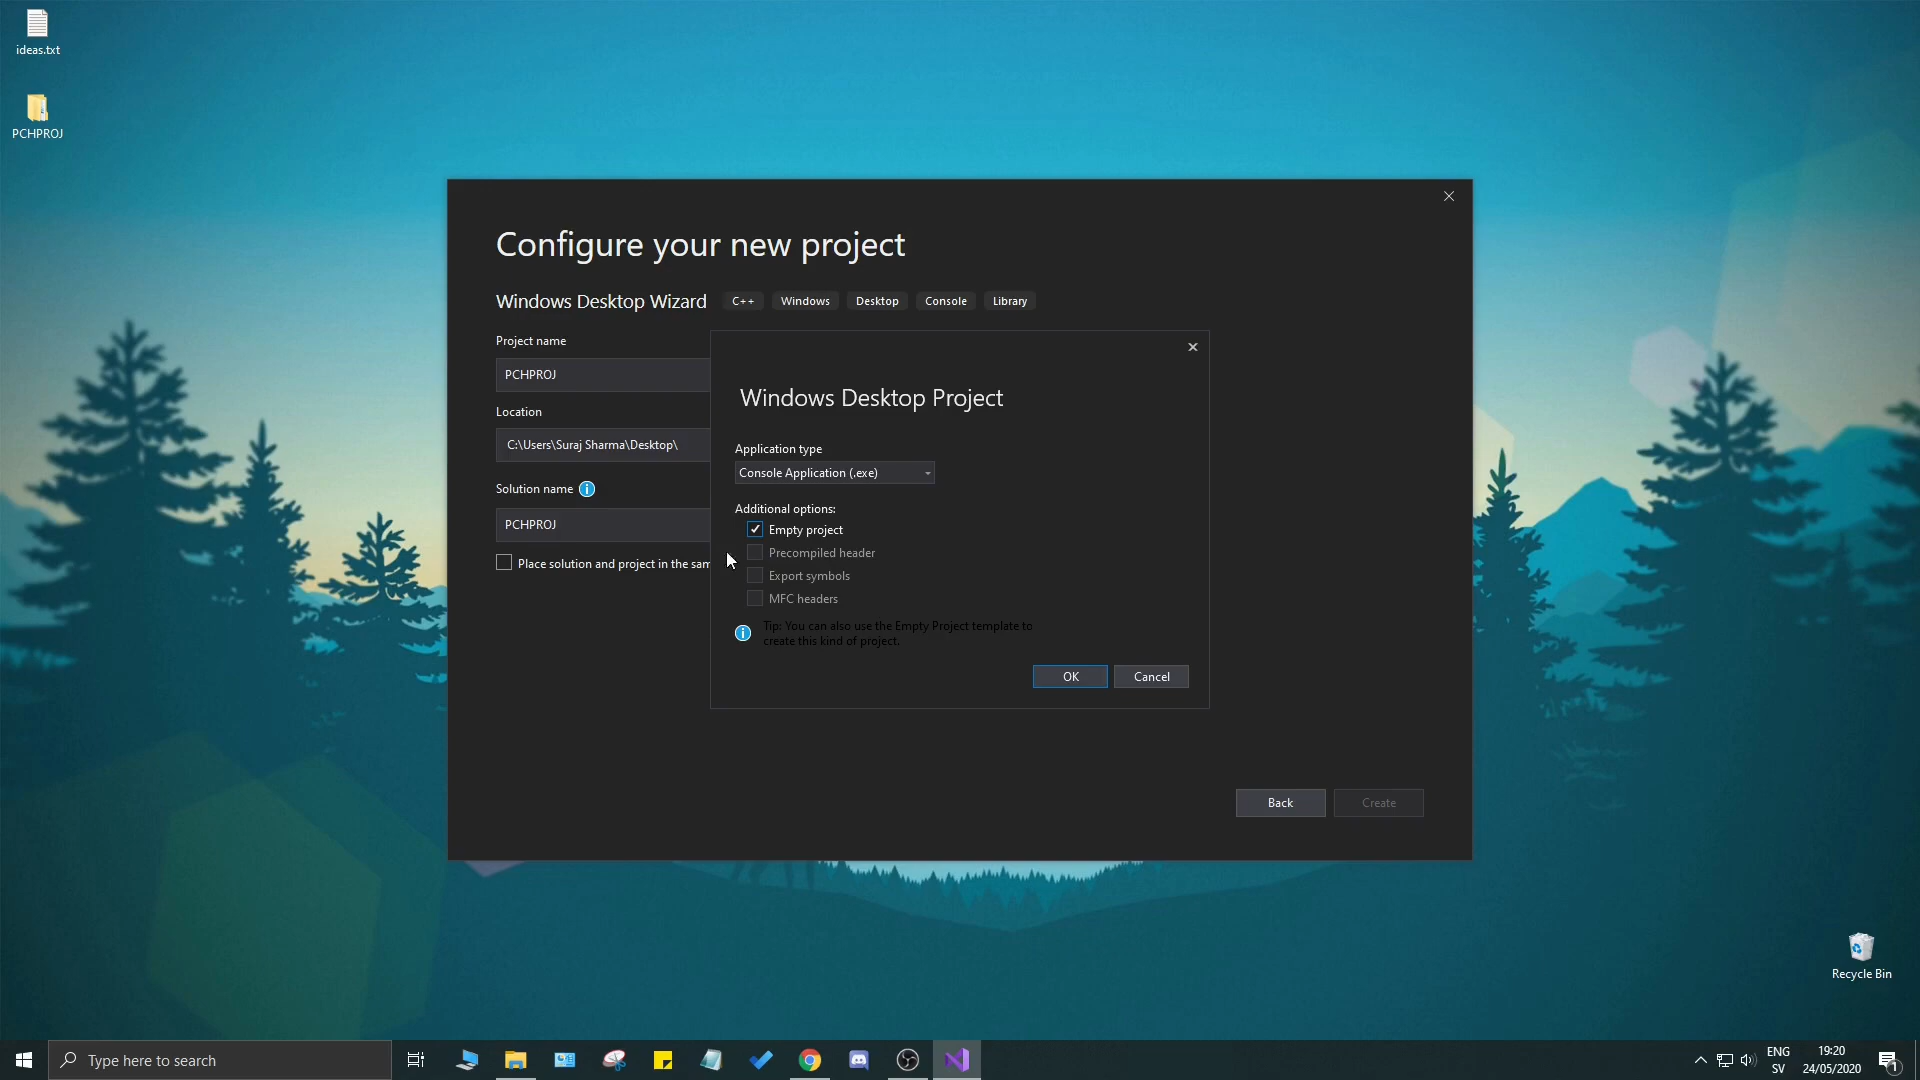 ideas.txt
PCHPROJ
Configure your new project
Windows Desktop Wizard C++ Windows Desktop Console Library
Project name
PCHPROJ
Location
C:\Users\Suraj Sharma\Desktop\
Solution name
PCHPROJ
Place solution and project in the sam
Windows Desktop Project
Application type
Console Application (.exe)
Additional options:
Empty project
Precompiled header
Export symbols
MFC headers
Tip: You can also use the Empty Project template to
create this kind of project.
OK Cancel
Back Create
Recycle Bin
Type here to search
ENG
SV
19:20
24/05/2020
1